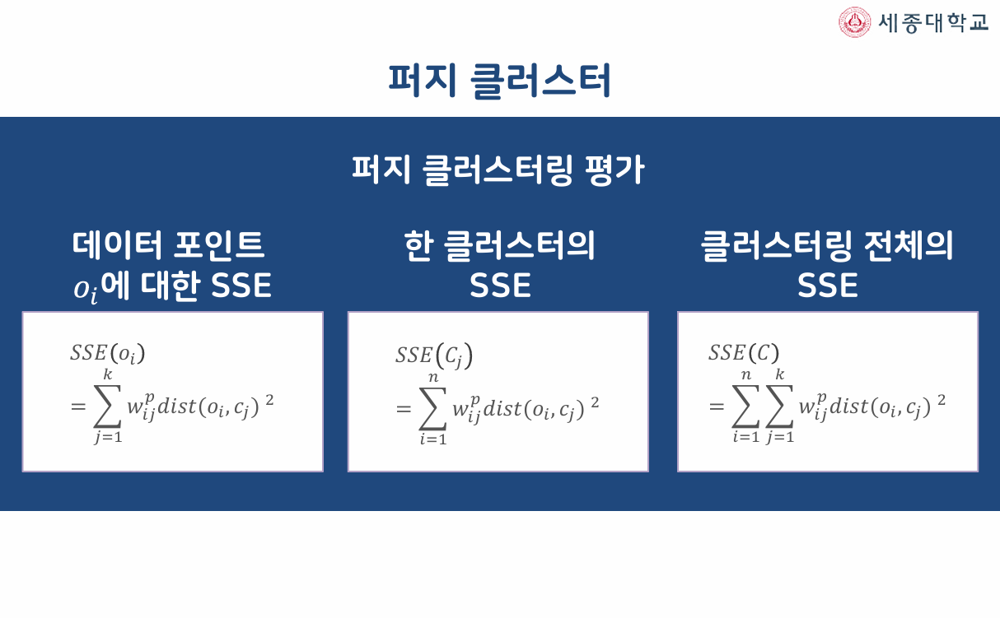 세종대학교
퍼지 클러스터
퍼지 클러스터링 평가
데이터 포인트
o_i에 대한 SSE
한 클러스터의
SSE
클러스터링 전체의
SSE
SSE(o_i)
= \sum_{j=1}^{k} w_{ij}^{p} dist(o_i, c_j)^2
SSE(C_j)
= \sum_{i=1}^{n} w_{ij}^{p} dist(o_i, c_j)^2
SSE(C)
= \sum_{i=1}^{n} \sum_{j=1}^{k} w_{ij}^{p} dist(o_i, c_j)^2